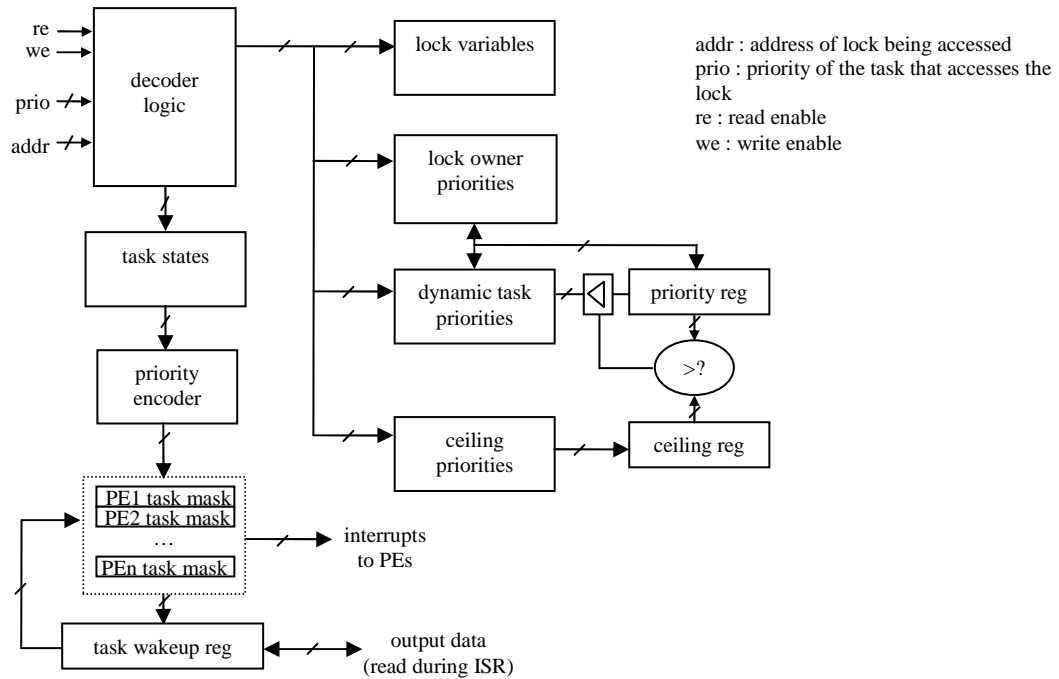 re
we
prio
addr
decoder
logic
lock variables
addr : address of lock being accessed
prio : priority of the task that accesses the
lock
re : read enable
we : write enable
lock owner
priorities
task states
dynamic task
priorities
priority reg
>?
priority
encoder
ceiling
priorities
ceiling reg
PE1 task mask
PE2 task mask
…
PEn task mask
interrupts
to PEs
task wakeup reg
output data
(read during ISR)